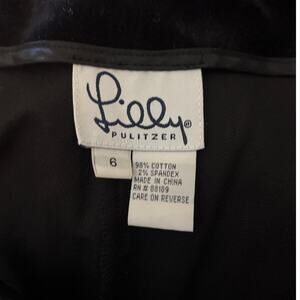 Lilly®
PULITZER
6
98% COTTON
2% SPANDEX
MADE IN CHINA
RN # 88189
CARE ON REVERSE